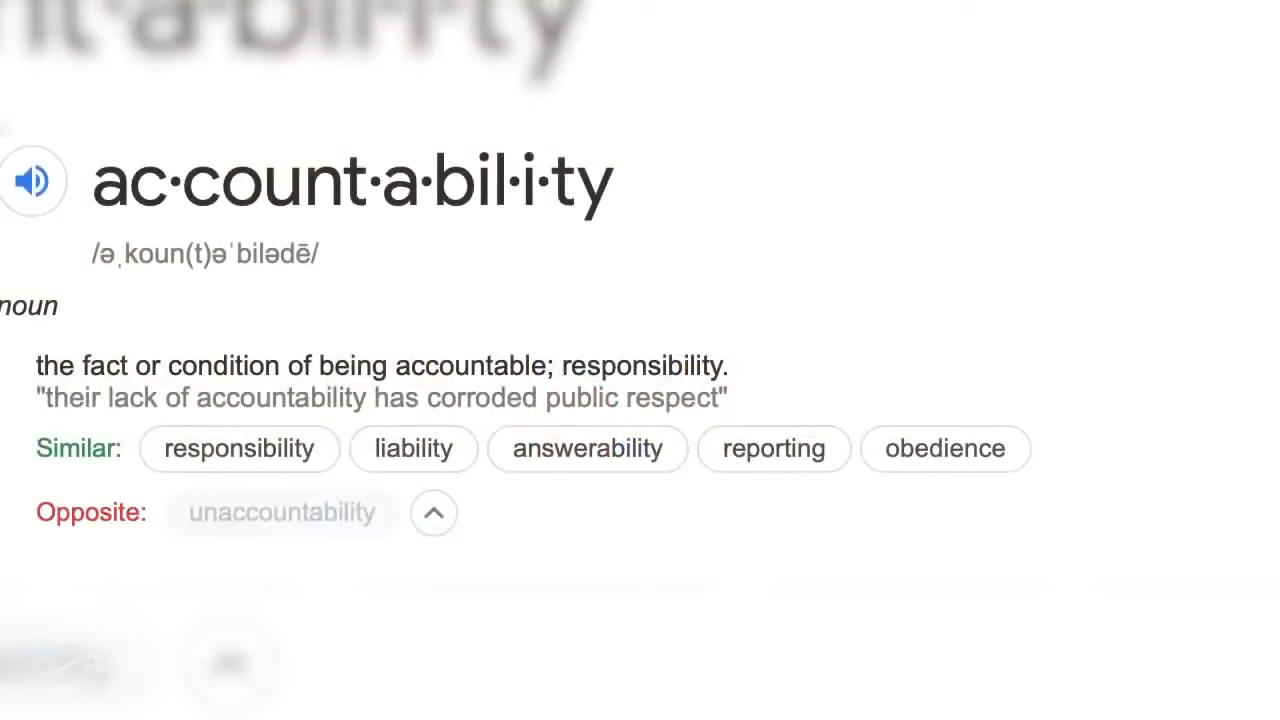 ac·count·a·bil·i·ty
/əˌkoun(t)əˈbilədē/
noun
the fact or condition of being accountable; responsibility.
"their lack of accountability has corroded public respect"
Similar: responsibility liability answerability reporting obedience
Opposite: unaccountability